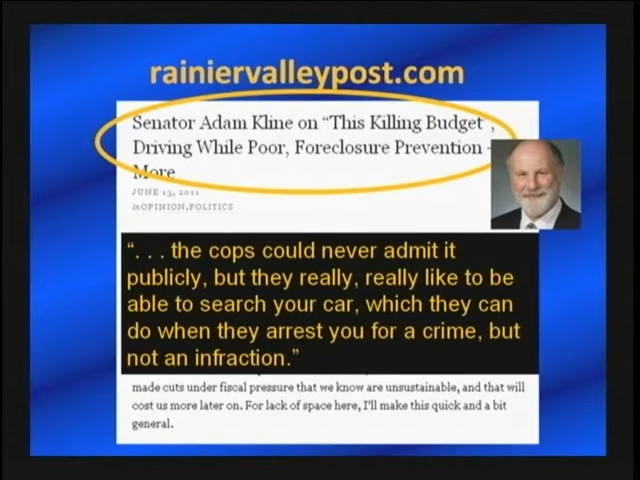 rainiervalleypost.com
Senator Adam Kline on “This Killing Budget”,
Driving While Poor, Foreclosure Prevention -
More
JUNE 13, 2011
in OPINION, POLITICS
“. . . the cops could never admit it
publicly, but they really, really like to be
able to search your car, which they can
do when they arrest you for a crime, but
not an infraction.”
made cuts under fiscal pressure that we know are unsustainable, and that will
cost us more later on. For lack of space here, I'll make this quick and a bit
general.